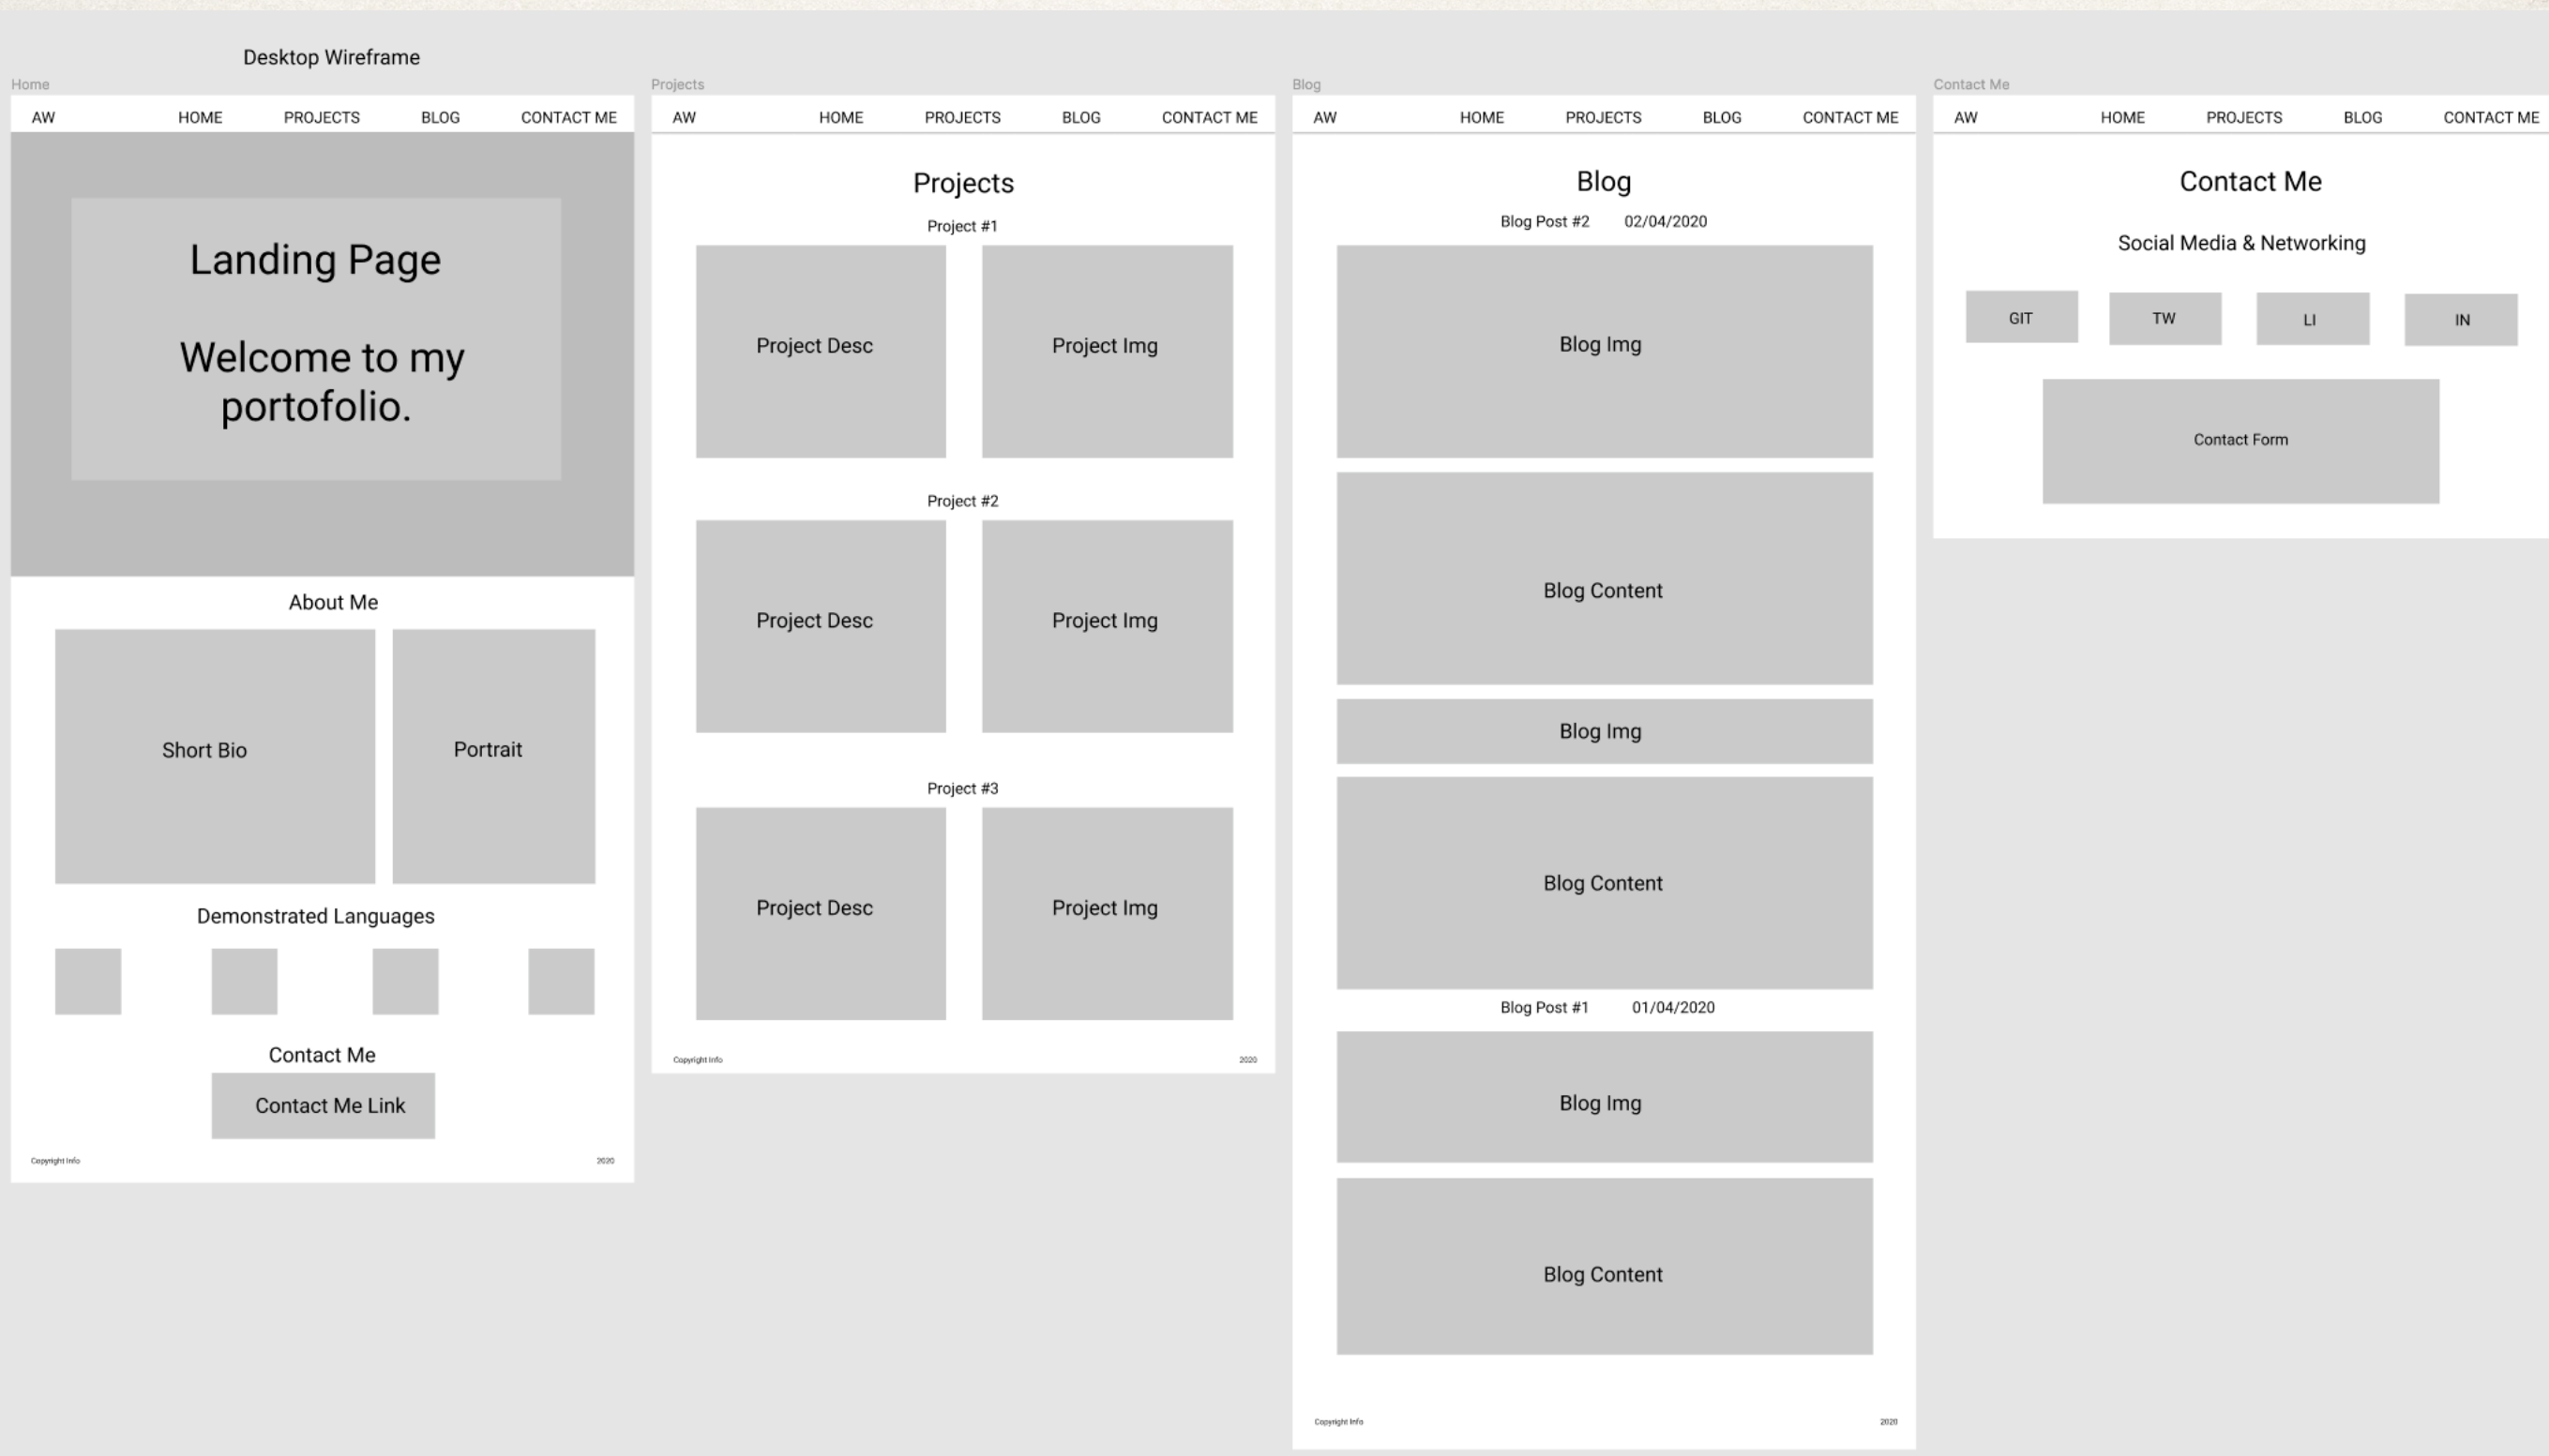 Desktop Wireframe
Home
AW HOME PROJECTS BLOG CONTACT ME
Landing Page
Welcome to my
portofolio.
About Me
Short Bio
Portrait
Demonstrated Languages
Contact Me
Contact Me Link
Copyright Info 2020
Projects
AW HOME PROJECTS BLOG CONTACT ME
Projects
Project #1
Project Desc
Project Img
Project #2
Project Desc
Project Img
Project #3
Project Desc
Project Img
Copyright Info 2020
Blog
AW HOME PROJECTS BLOG CONTACT ME
Blog
Blog Post #2 02/04/2020
Blog Img
Blog Content
Blog Img
Blog Content
Blog Post #1 01/04/2020
Blog Img
Blog Content
Copyright Info 2020
Contact Me
AW HOME PROJECTS BLOG CONTACT ME
Contact Me
Social Media & Networking
GIT TW LI IN
Contact Form